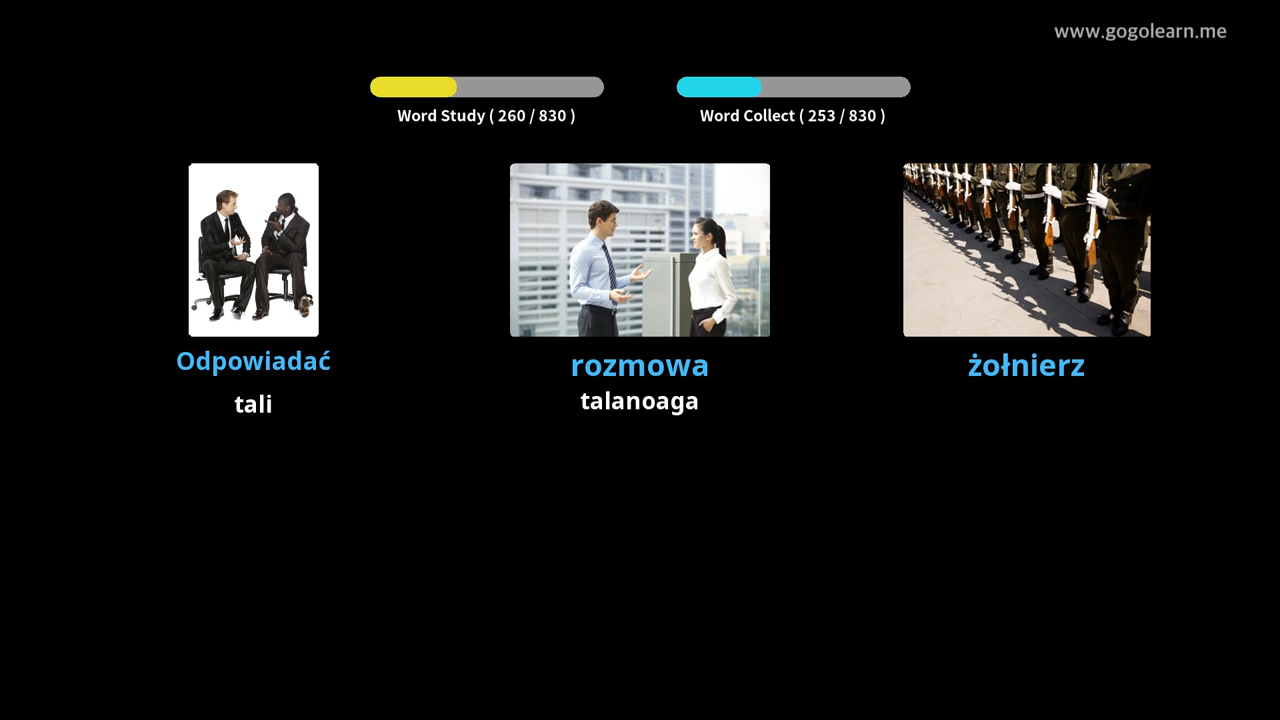 www.gogolearn.me
Word Study ( 260 / 830 )
Word Collect ( 253 / 830 )
Odpowiadać
tali
rozmowa
talanoaga
żołnierz